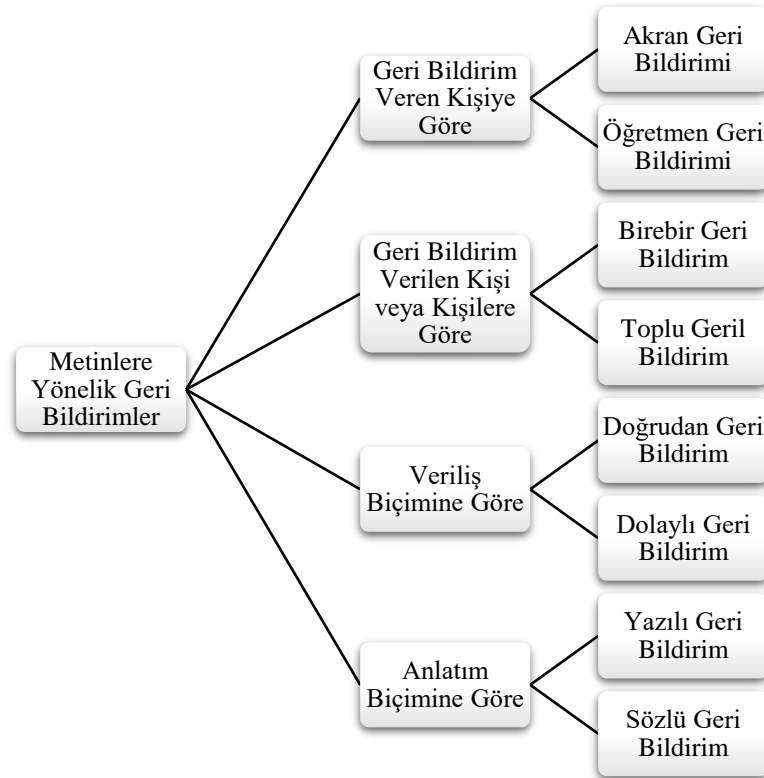 Metinlere
Yönelik Geri
Bildirimler
Geri Bildirim
Veren Kişiye
Göre
Akran Geri
Bildirimi
Öğretmen Geri
Bildirimi
Geri Bildirim
Verilen Kişi
veya Kişilere
Göre
Birebir Geri
Bildirim
Toplu Geril
Bildirim
Veriliş
Biçimine Göre
Doğrudan Geri
Bildirim
Dolaylı Geri
Bildirim
Anlatım
Biçimine Göre
Yazılı Geri
Bildirim
Sözlü Geri
Bildirim